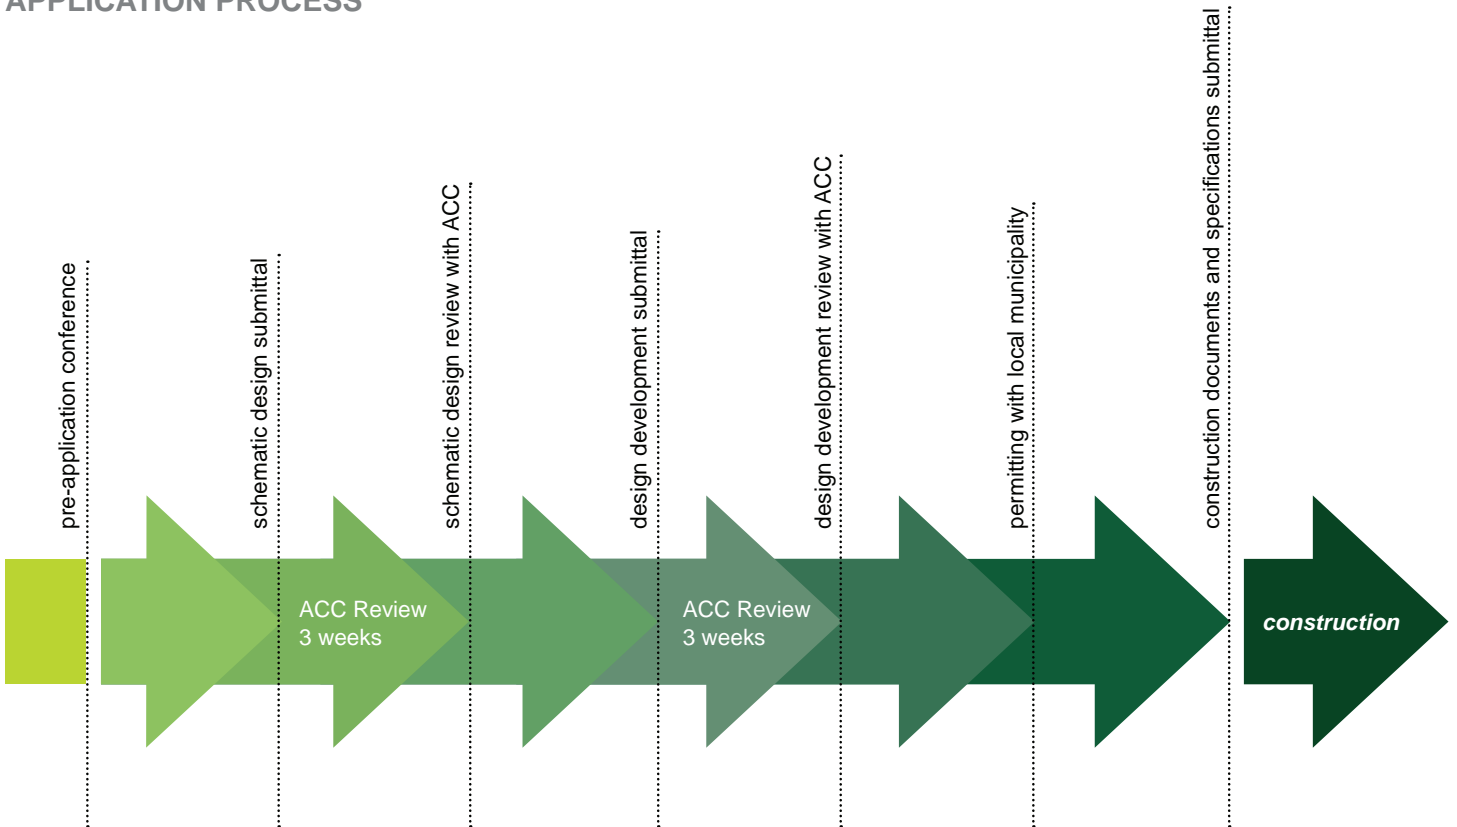 APPLICATION PROCESS
pre-application conference
schematic design submittal
schematic design review with ACC
design development submittal
design development review with ACC
permitting with local municipality
construction documents and specifications submittal
ACC Review
3 weeks
ACC Review
3 weeks
construction